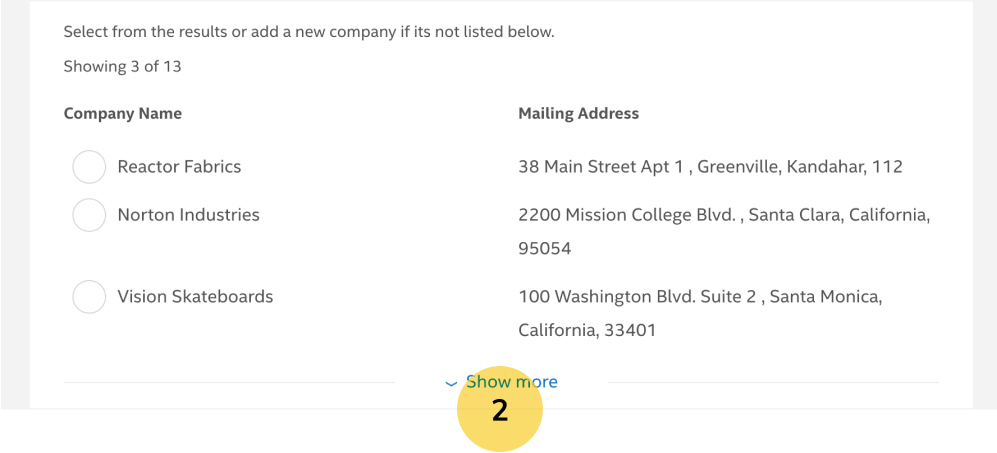 Select from the results or add a new company if its not listed below.
Showing 3 of 13
Company Name Mailing Address
Reactor Fabrics 38 Main Street Apt 1 , Greenville, Kandahar, 112
Norton Industries 2200 Mission College Blvd. , Santa Clara, California,
95054
Vision Skateboards 100 Washington Blvd. Suite 2 , Santa Monica,
California, 33401
Show more
2